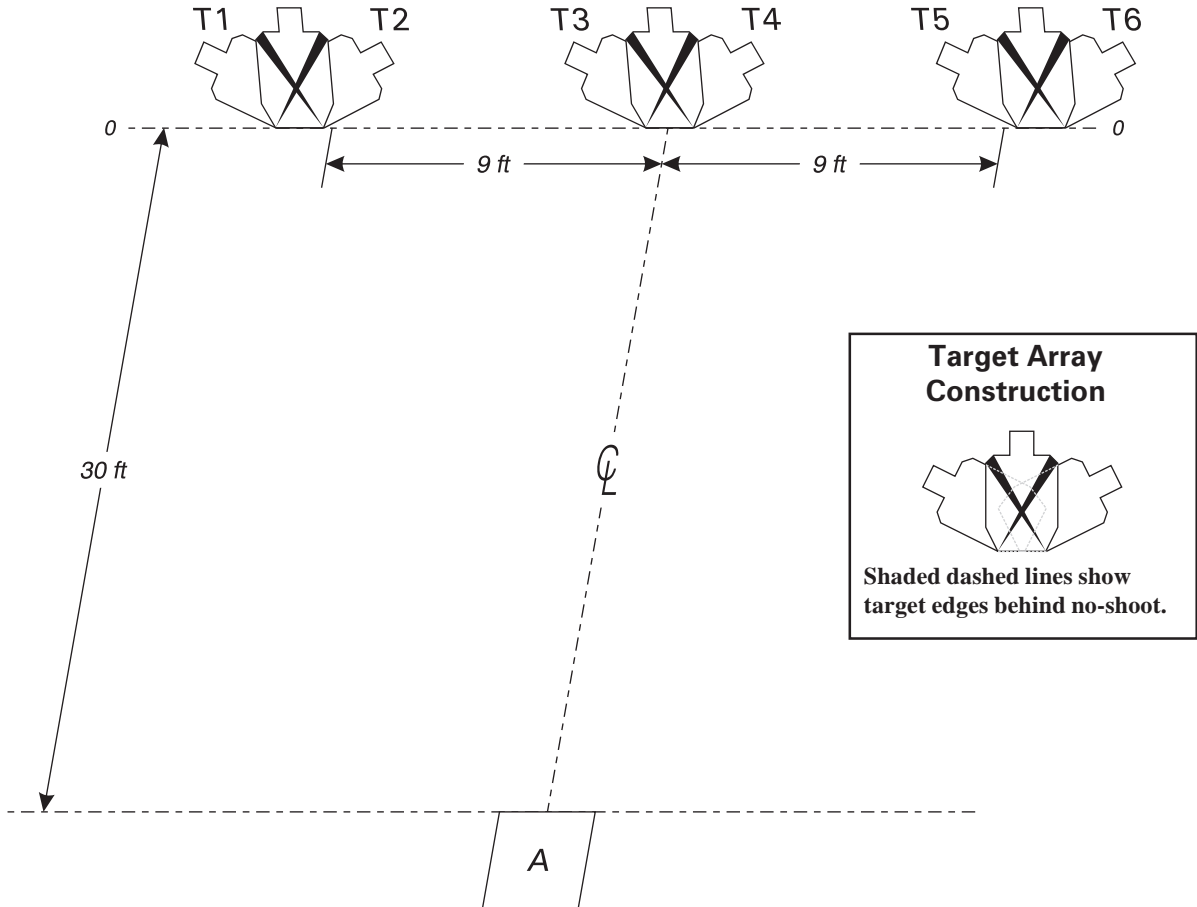 T1 T2 T3 T4 T5 T6
0 0
9 ft 9 ft
Target Array
Construction
30 ft
CL
Shaded dashed lines show
target edges behind no-shoot.
A